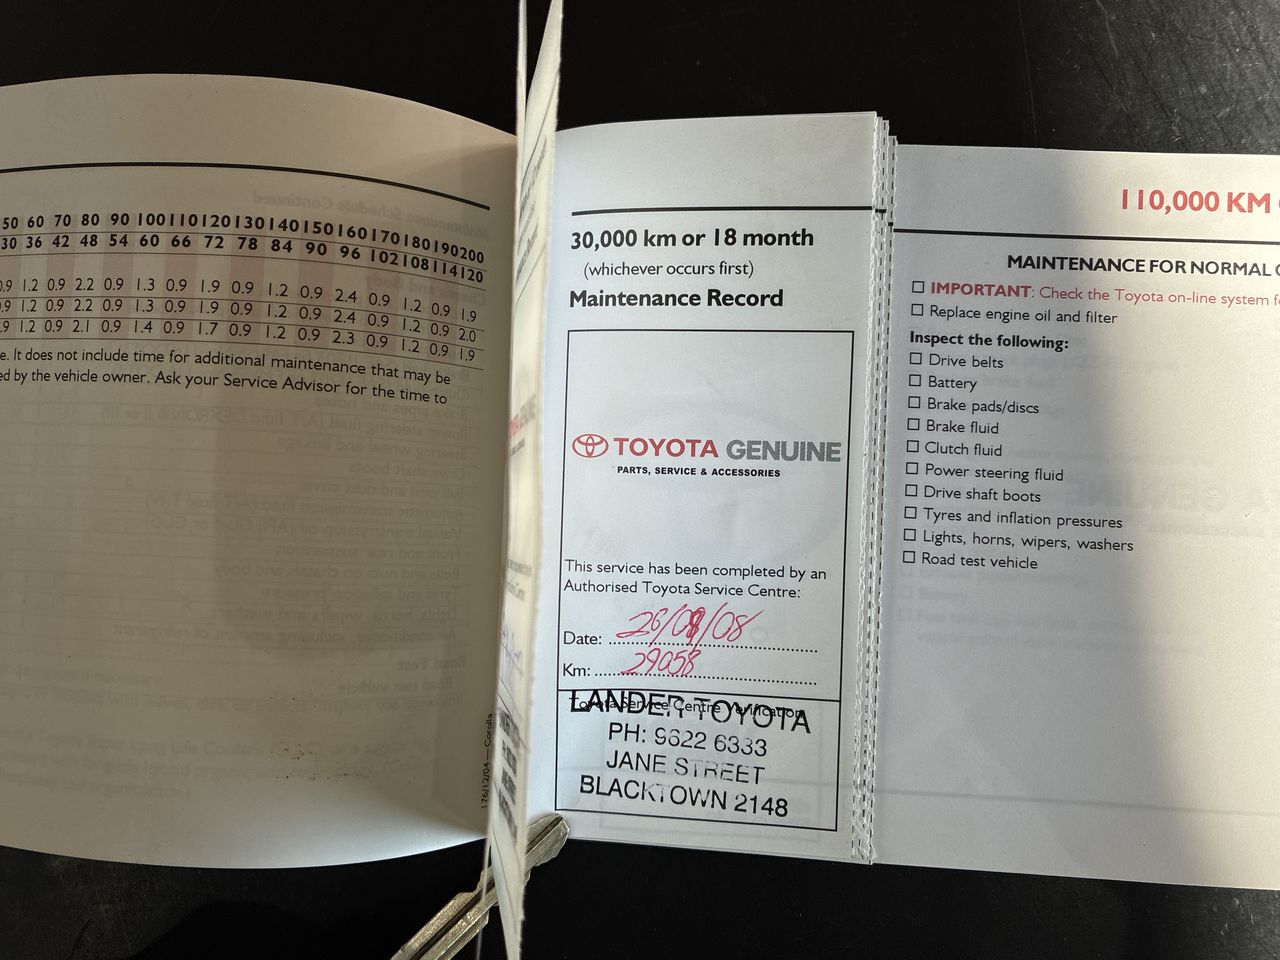 50 60 70 80 90 100 110 120 130 140 150 160 170 180 190 200
30 36 42 48 54 60 66 72 78 84 90 96 102 108 114 120
0.9 1.2 0.9 2.2 0.9 1.3 0.9 1.9 0.9 1.2 0.9 2.4 0.9 1.2 0.9 1.9
.9 1.2 0.9 2.2 0.9 1.3 0.9 1.9 0.9 1.2 0.9 2.4 0.9 1.2 0.9 2.0
.9 1.2 0.9 2.1 0.9 1.4 0.9 1.7 0.9 1.2 0.9 2.3 0.9 1.2 0.9 1.9
e. It does not include time for additional maintenance that may be
ed by the vehicle owner. Ask your Service Advisor for the time to
176/12/04 — Corolla
30,000 km or 18 month
(whichever occurs first)
Maintenance Record
TOYOTA GENUINE
PARTS, SERVICE & ACCESSORIES
This service has been completed by an
Authorised Toyota Service Centre:
Date: 26/08/08
Km: 29058
Toyota Service Centre Verification
LANDER TOYOTA
PH: 9622 6333
JANE STREET
BLACKTOWN 2148
110,000 KM
MAINTENANCE FOR NORMAL
IMPORTANT: Check the Toyota on-line system
Replace engine oil and filter
Inspect the following:
Drive belts
Battery
Brake pads/discs
Brake fluid
Clutch fluid
Power steering fluid
Drive shaft boots
Tyres and inflation pressures
Lights, horns, wipers, washers
Road test vehicle